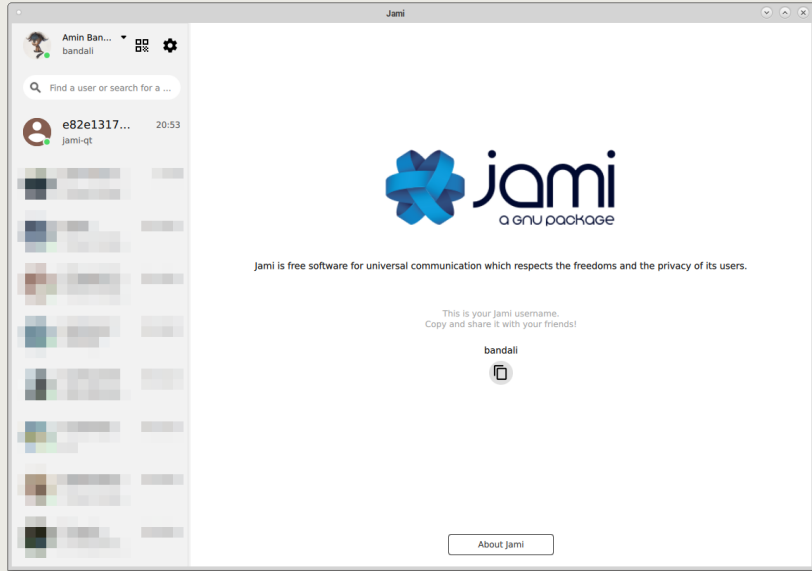 Jami
Amin Ban...
bandali
Find a user or search for a ...
e82e1317...
20:53
jami-qt
jami
a GNU package
Jami is free software for universal communication which respects the freedoms and the privacy of its users.
This is your Jami username.
Copy and share it with your friends!
bandali
About Jami